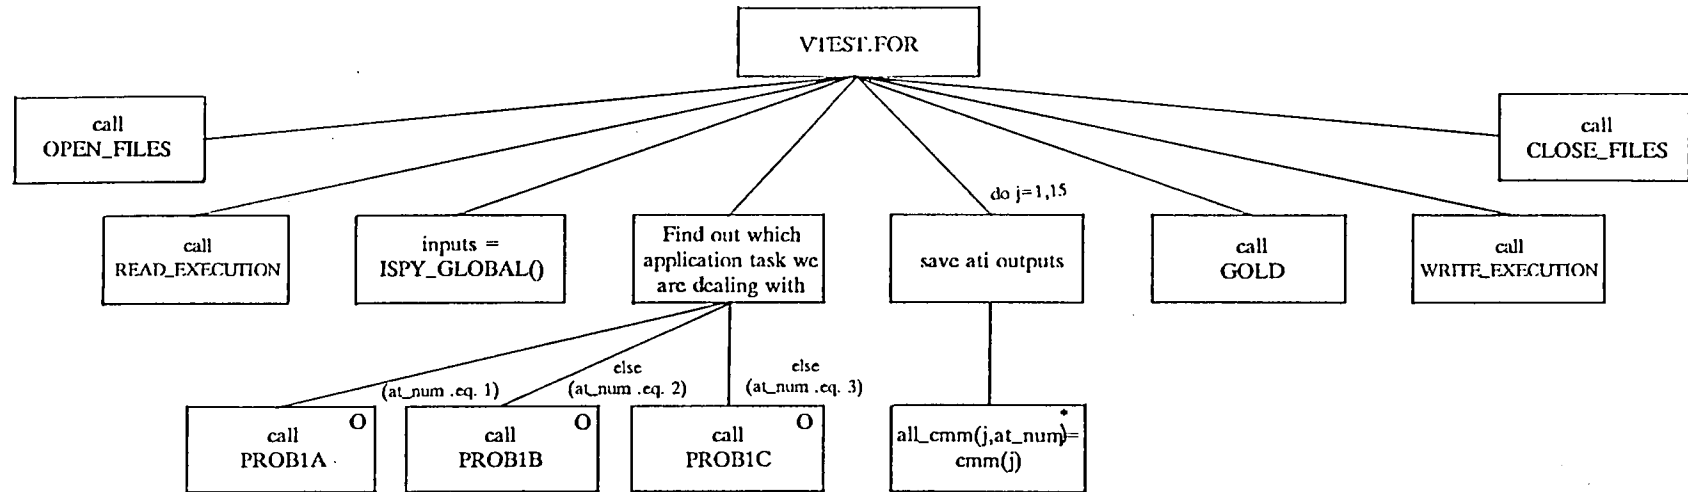 VTEST.FOR
call
OPEN_FILES
call
CLOSE_FILES
do j=1,15
call
READ_EXECUTION
inputs =
ISPY_GLOBAL()
Find out which
application task we
are dealing with
save ati outputs
call
GOLD
call
WRITE_EXECUTION
(at_num .eq. 1)
else
(at_num .eq. 2)
else
(at_num .eq. 3)
O
call
PROB1A
O
call
PROB1B
O
call
PROB1C
*
all_cmm(j,at_num)=
cmm(j)